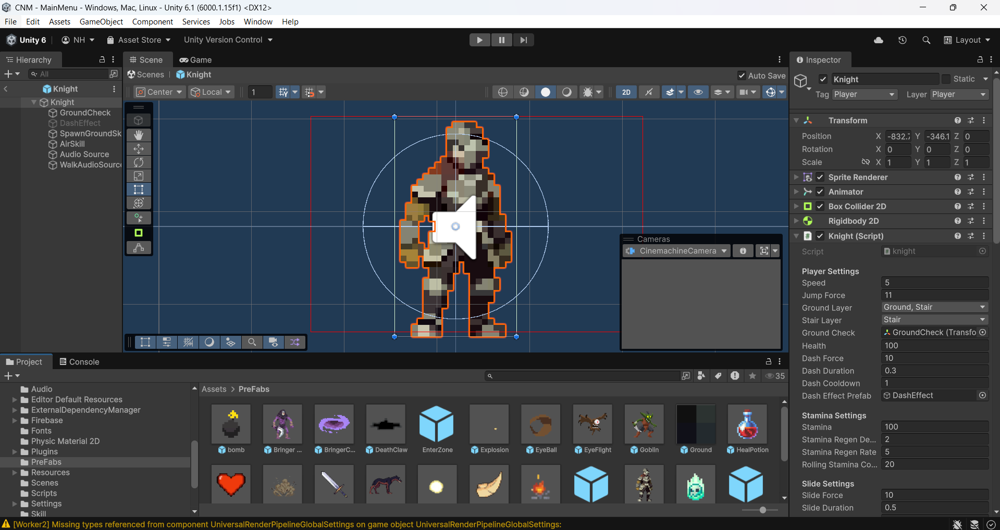 CNM - MainMenu - Windows, Mac, Linux - Unity 6.1 (6000.1.15f1) <DX12>
File Edit Assets GameObject Component Services Jobs Window Help
Unity 6 NH Asset Store Unity Version Control Layout
Hierarchy
All
Knight
Knight
GroundCheck
DashEffect
SpawnGroundSk
AirSkill
Audio Source
WalkAudioSourc
Scene Game
Scenes Knight Auto Save
Center Local 1 2D
Cameras
CinemachineCamera
Project Console
35
Audio
Editor Default Resources
ExternalDependencyManager
Firebase
Fonts
Physic Material 2D
Plugins
PreFabs
Resources
Scenes
Scripts
Settings
Skill
Assets > PreFabs
bomb Bringer ... BringerC... DeathClaw EnterZone Explosion EyeBall EyeFlight Goblin Ground HealPotion
Inspector
Knight Static
Tag Player Layer Player
Transform
Position X -832.7 Y -346.1 Z 0
Rotation X 0 Y 0 Z 0
Scale X 1 Y 1 Z 1
Sprite Renderer
Animator
Box Collider 2D
Rigidbody 2D
# Knight (Script)
Script # knight
Player Settings
Speed 5
Jump Force 11
Ground Layer Ground, Stair
Stair Layer Stair
Ground Check GroundCheck (Transfo
Health 100
Dash Force 10
Dash Duration 0.3
Dash Cooldown 1
Dash Effect Prefab DashEffect
Stamina Settings
Stamina 100
Stamina Regen De... 2
Stamina Regen Rate 5
Rolling Stamina Co... 20
Slide Settings
Slide Force 10
Slide Duration 0.5
[Worker2] Missing types referenced from component UniversalRenderPipelineGlobalSettings on game object UniversalRenderPipelineGlobalSettings: